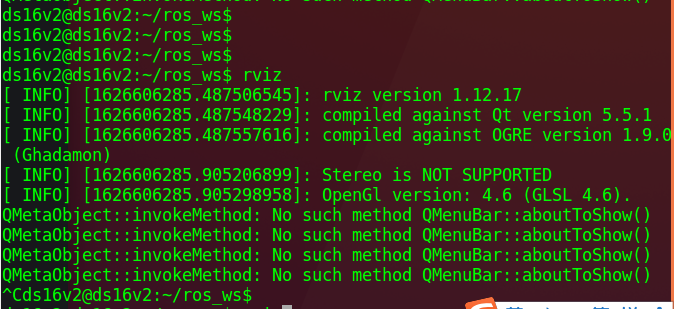 ds16v2@ds16v2:~/ros_ws$
ds16v2@ds16v2:~/ros_ws$
ds16v2@ds16v2:~/ros_ws$
ds16v2@ds16v2:~/ros_ws$ rviz
[ INFO] [1626606285.487506545]: rviz version 1.12.17
[ INFO] [1626606285.487548229]: compiled against Qt version 5.5.1
[ INFO] [1626606285.487557616]: compiled against OGRE version 1.9.0
(Ghadamon)
[ INFO] [1626606285.905206899]: Stereo is NOT SUPPORTED
[ INFO] [1626606285.905298958]: OpenGl version: 4.6 (GLSL 4.6).
QMetaObject::invokeMethod: No such method QMenuBar::aboutToShow()
QMetaObject::invokeMethod: No such method QMenuBar::aboutToShow()
QMetaObject::invokeMethod: No such method QMenuBar::aboutToShow()
QMetaObject::invokeMethod: No such method QMenuBar::aboutToShow()
^Cds16v2@ds16v2:~/ros_ws$